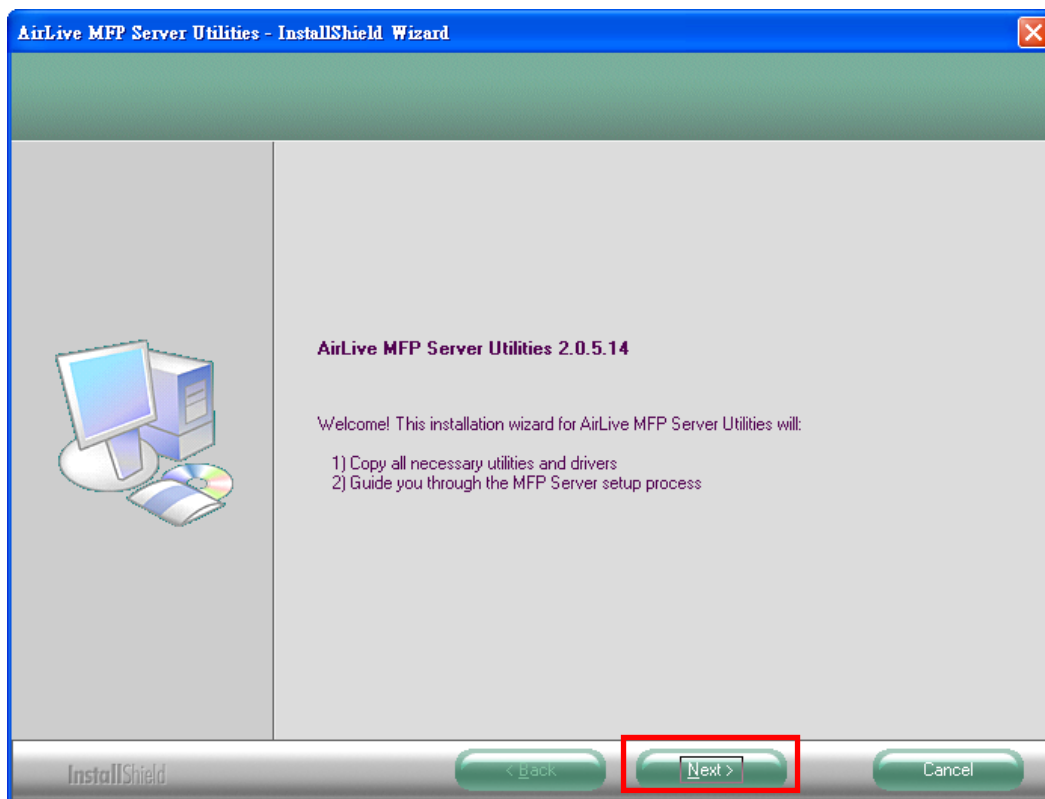 AirLive MFP Server Utilities - InstallShield Wizard
AirLive MFP Server Utilities 2.0.5.14
Welcome! This installation wizard for AirLive MFP Server Utilities will:
1) Copy all necessary utilities and drivers
2) Guide you through the MFP Server setup process
InstallShield
< Back
Next >
Cancel